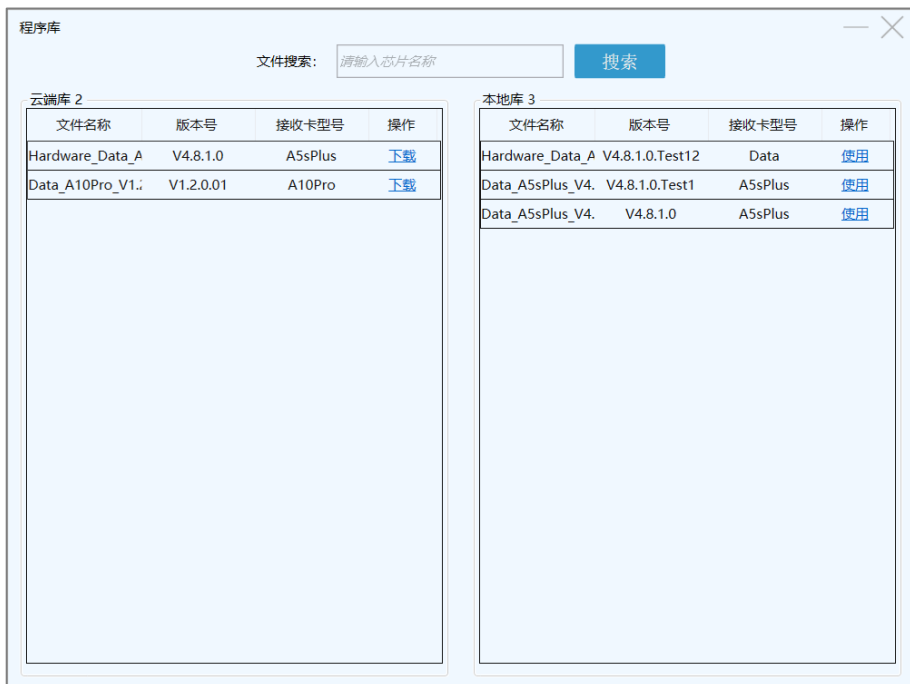 程序库
文件搜索： 请输入芯片名称 搜索
云端库 2
文件名称 版本号 接收卡型号 操作
Hardware_Data_A V4.8.1.0 A5sPlus 下载
Data_A10Pro_V1.2 V1.2.0.01 A10Pro 下载
本地库 3
文件名称 版本号 接收卡型号 操作
Hardware_Data_A V4.8.1.0.Test12 Data 使用
Data_A5sPlus_V4. V4.8.1.0.Test1 A5sPlus 使用
Data_A5sPlus_V4. V4.8.1.0 A5sPlus 使用